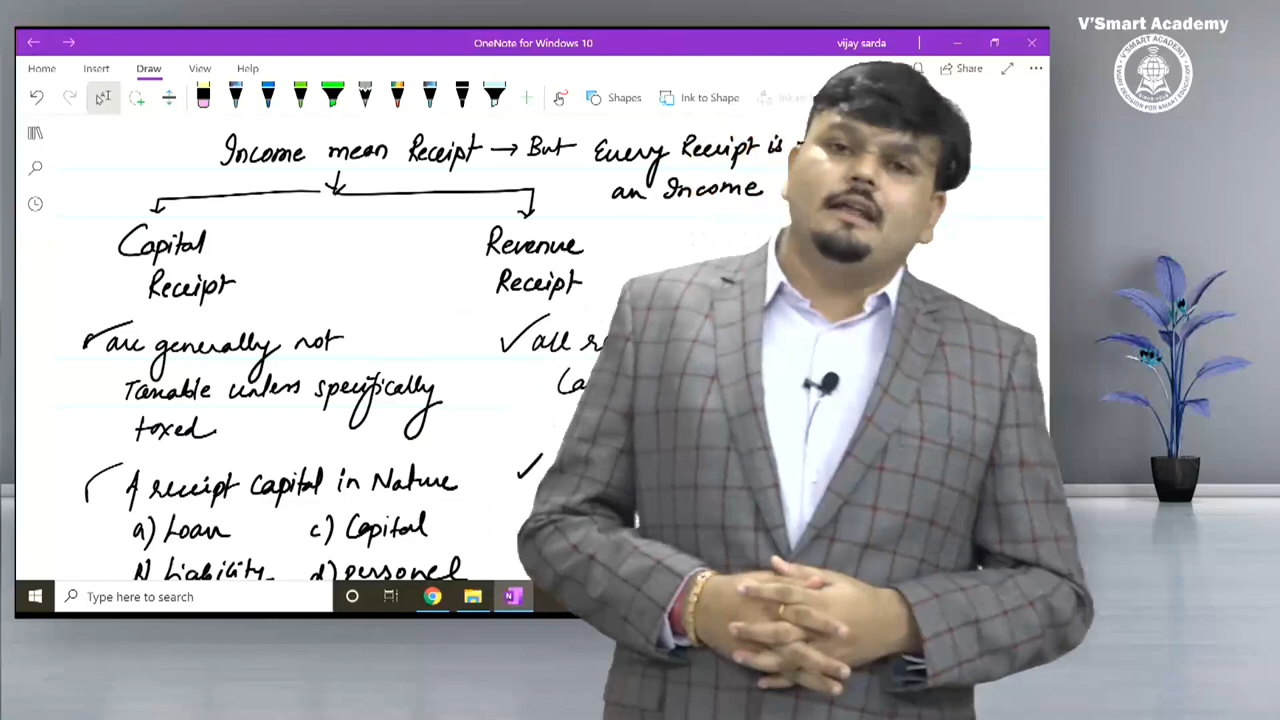 V'Smart Academy
OneNote for Windows 10
vijay sarda
Home Insert Draw View Help
Share
Shapes Ink to Shape
Income mean Receipt → But Every Receipt is
an Income
Capital Revenue
Receipt Receipt
are generally not all
Taxable unless specifically
taxed
A receipt capital in Nature
a) Loan c) Capital
Liability d) personel
Type here to search